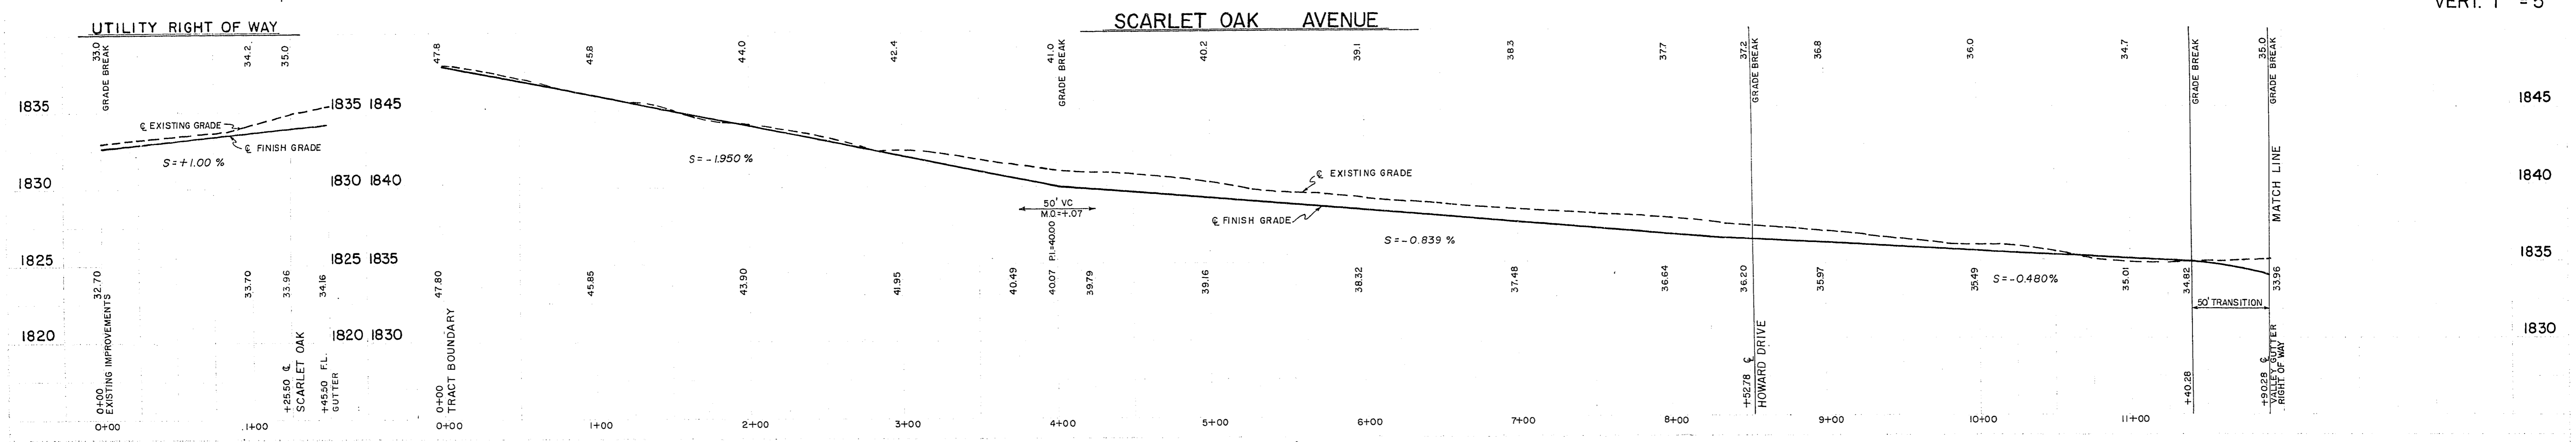 UTILITY RIGHT OF WAY
SCARLET OAK AVENUE
33.0
GRADE BREAK
34.2
35.0
1835
1830
1825
1820
℄ EXISTING GRADE
℄ FINISH GRADE
S=+1.00 %
32.70
33.70
33.96
34.16
0+00
EXISTING IMPROVEMENTS
+25.50 ℄
SCARLET OAK
+45.50 F.L.
GUTTER
0+00
1+00
1835 1845
1830 1840
1825 1835
1820 1830
47.8
45.8
44.0
42.4
41.0
GRADE BREAK
40.2
39.1
38.3
37.7
37.2
GRADE BREAK
36.8
36.0
34.7
GRADE BREAK
35.0
GRADE BREAK
S=-1.950 %
50' VC
M.O.=+.07
P.I.=40.00
℄ EXISTING GRADE
℄ FINISH GRADE
S=-0.839 %
S=-0.480%
50' TRANSITION
MATCH LINE
47.80
45.85
43.90
41.95
40.49
40.07
39.79
39.16
38.32
37.48
36.64
36.20
35.97
35.49
35.01
34.82
33.96
0+00
TRACT BOUNDARY
+52.78 ℄
HOWARD DRIVE
+40.28
+90.28 ℄
VALLEY GUTTER
RIGHT OF WAY
0+00
1+00
2+00
3+00
4+00
5+00
6+00
7+00
8+00
9+00
10+00
11+00
1845
1840
1835
1830